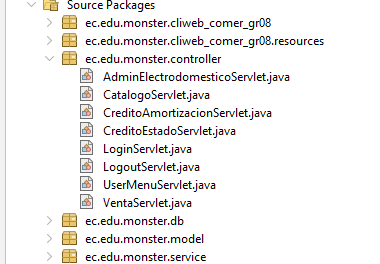 Source Packages
ec.edu.monster.cliweb_comer_gr08
ec.edu.monster.cliweb_comer_gr08.resources
ec.edu.monster.controller
AdminElectrodomesticoServlet.java
CatalogoServlet.java
CreditoAmortizacionServlet.java
CreditoEstadoServlet.java
LoginServlet.java
LogoutServlet.java
UserMenuServlet.java
VentaServlet.java
ec.edu.monster.db
ec.edu.monster.model
ec.edu.monster.service